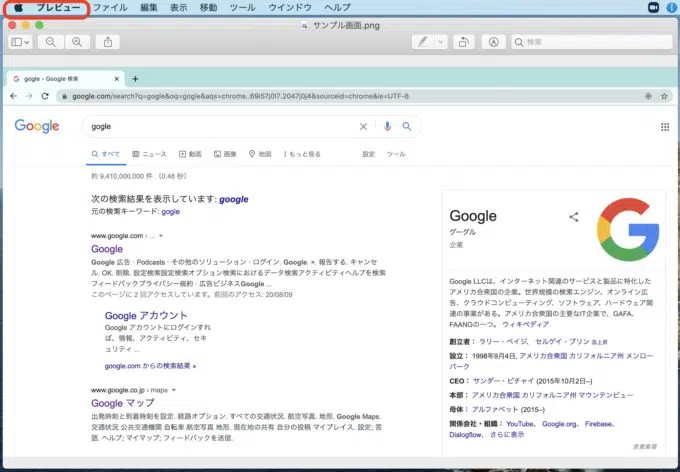 プレビュー ファイル 編集 表示 移動 ツール ウインドウ ヘルプ
サンプル画面.png
検索
gogle - Google 検索
google.com/search?q=gogle&oq=gogle&aqs=chrome..69i57j0l7.2047j0j4&sourceid=chrome&ie=UTF-8
Google
gogle
すべて ニュース 動画 画像 地図 もっと見る 設定 ツール
約 9,410,000,000 件 (0.48 秒)
次の検索結果を表示しています: google
元の検索キーワード: gogle
www.google.com › ...
Google
Google 広告 · Podcasts · その他のソリューション · ログイン. Google. ×. 報告する. キャンセ
ル. OK. 削除. 設定検索設定検索オプション検索におけるデータ検索アクティビティヘルプを検索
フィードバックプライバシー規約 · 広告ビジネスGoogle ...
このページに 2 回アクセスしています。前回のアクセス: 20/08/09
Google アカウント
Google アカウントにログインすれ
ば、情報、アクティビティ、セキ
ュリティ ...
google.com からの検索結果 »
www.google.co.jp › maps
Google マップ
出発時刻と到着時刻を設定. 経路オプション. すべての交通状況. 航空写真. 地形. Google Maps.
交通状況 公共交通機関 自転車 航空写真 地形. 現在地の共有 自分の投稿 マイプレイス. 設定; 言
語. ヘルプ; マイマップ; フィードバックを送信.
Google
グーグル
企業
Google LLCは、インターネット関連のサービスと製品に特化した
アメリカ合衆国の企業。世界規模の検索エンジン、オンライン広
告、クラウドコンピューティング、ソフトウェア、ハードウェア関
連の事業がある。アメリカ合衆国の主要なIT企業で、GAFA、
FAANGの一つ。 ウィキペディア
創立者： ラリー・ペイジ、 セルゲイ・ブリン 急上昇
設立： 1998年9月4日, アメリカ合衆国 カリフォルニア州 メンロー
パーク
CEO： サンダー・ピチャイ (2015年10月2日–)
本部： アメリカ合衆国 カリフォルニア州 マウンテンビュー
母体： アルファベット (2015–)
関係会社・組織： YouTube、 Google.org、 Firebase、
Dialogflow、 さらに表示
免責条項